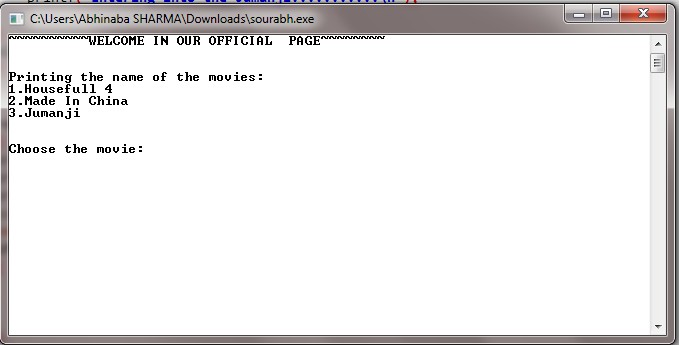 C:\Users\Abhinaba SHARMA\Downloads\sourabh.exe
~~~~~~~~~~WELCOME IN OUR OFFICIAL  PAGE~~~~~~~~
Printing the name of the movies:
1.Housefull 4
2.Made In China
3.Jumanji
Choose the movie: